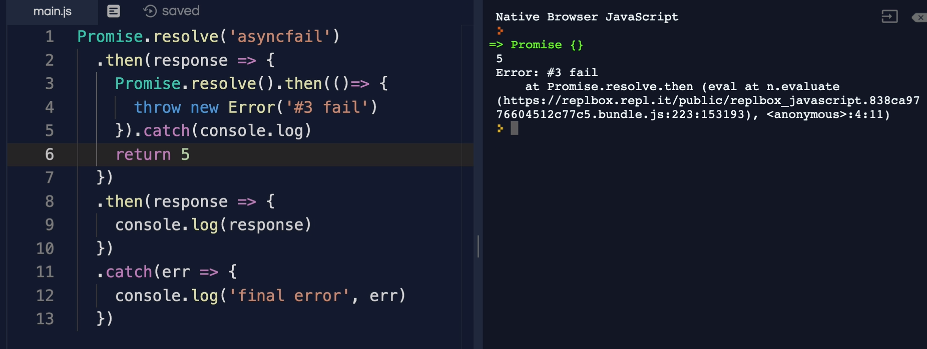 main.js
saved
1 Promise.resolve('asyncfail')
2 .then(response => {
3 Promise.resolve().then(()=> {
4 throw new Error('#3 fail')
5 }).catch(console.log)
6 return 5
7 })
8 .then(response => {
9 console.log(response)
10 })
11 .catch(err => {
12 console.log('final error', err)
13 })
Native Browser JavaScript
=> Promise {}
5
Error: #3 fail
at Promise.resolve.then (eval at n.evaluate
(https://replbox.repl.it/public/replbox_javascript.838ca97
76604512c77c5.bundle.js:223:153193), <anonymous>:4:11)